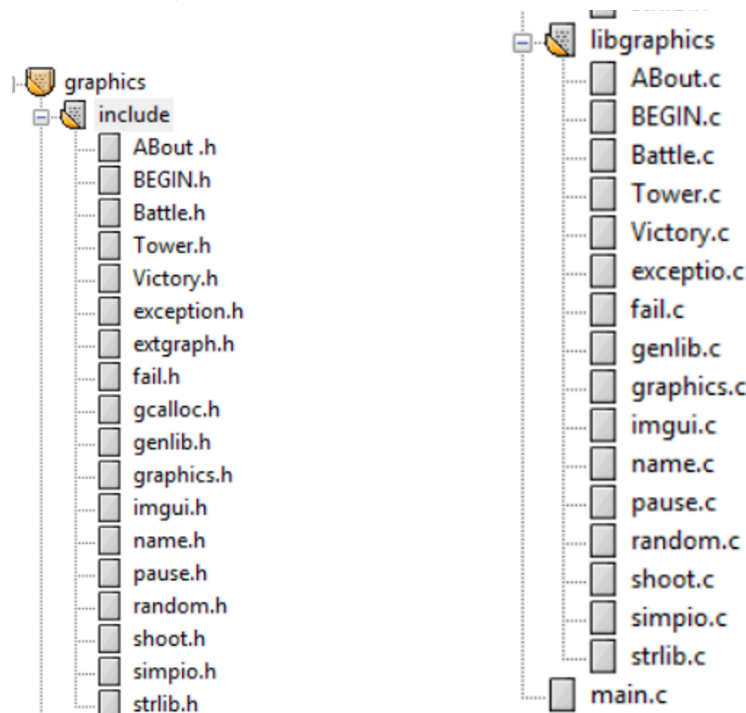 graphics
include
ABout .h
BEGIN.h
Battle.h
Tower.h
Victory.h
exception.h
extgraph.h
fail.h
gcalloc.h
genlib.h
graphics.h
imgui.h
name.h
pause.h
random.h
shoot.h
simpio.h
strlib.h
libgraphics
ABout.c
BEGIN.c
Battle.c
Tower.c
Victory.c
exceptio.c
fail.c
genlib.c
graphics.c
imgui.c
name.c
pause.c
random.c
shoot.c
simpio.c
strlib.c
main.c